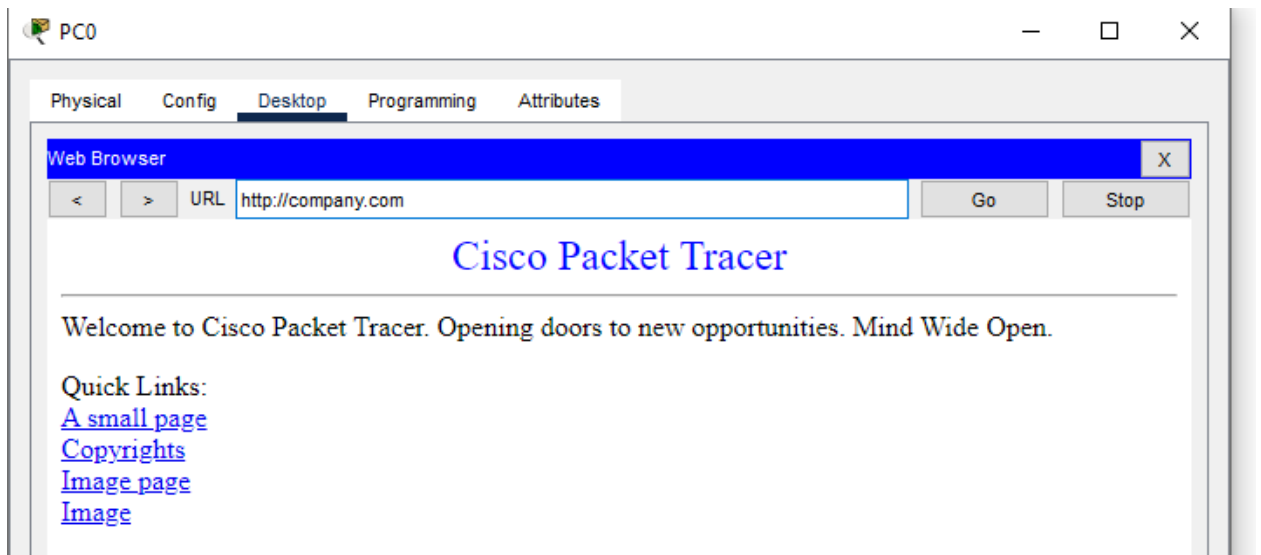 PC0
Physical Config Desktop Programming Attributes
Web Browser X
< > URL http://company.com Go Stop
Cisco Packet Tracer
Welcome to Cisco Packet Tracer. Opening doors to new opportunities. Mind Wide Open.
Quick Links:
A small page
Copyrights
Image page
Image